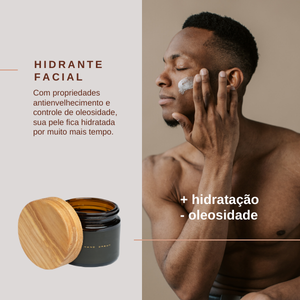 HIDRANTE
FACIAL
Com propriedades
antienvelhecimento e
controle de oleosidade,
sua pele fica hidratada
por muito mais tempo.
+ hidratação
- oleosidade